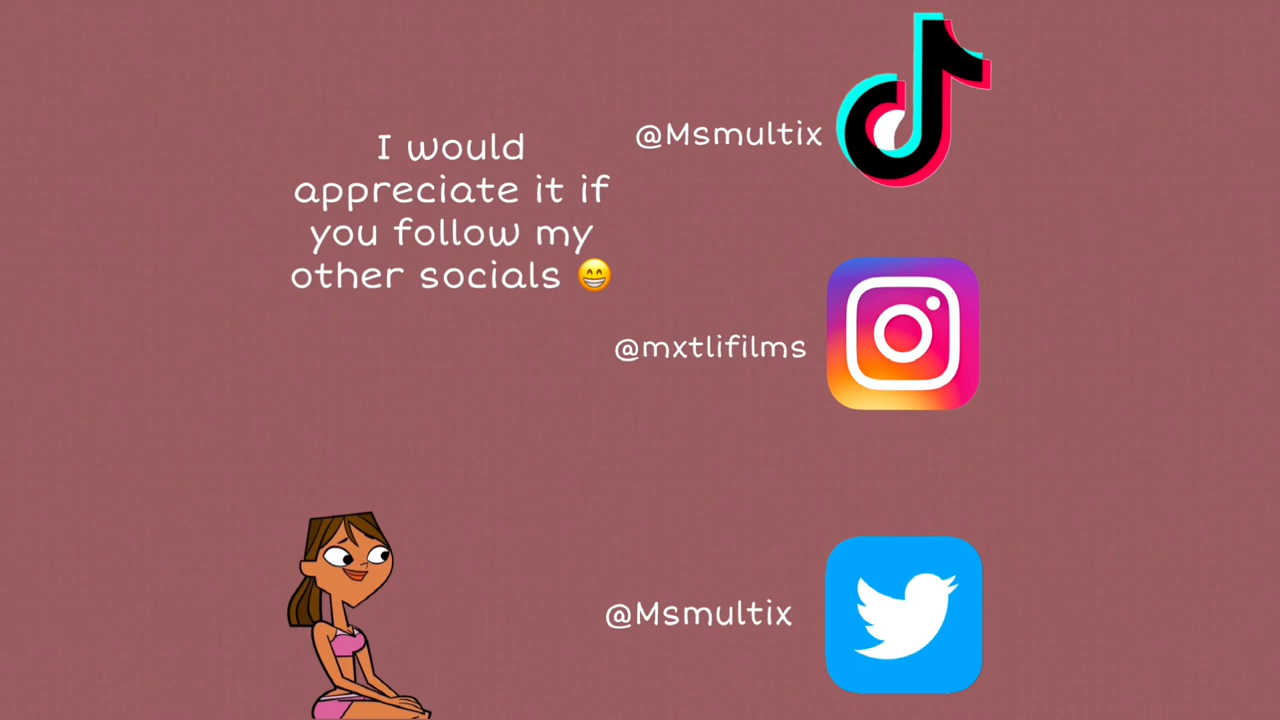 I would
appreciate it if
you follow my
other socials 😁
@Msmultix
@mxtlifilms
@Msmultix